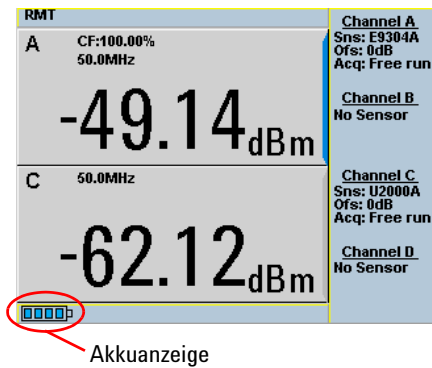 RMT
A
CF:100.00%
50.0MHz
-49.14dBm
C
50.0MHz
-62.12dBm
Channel A
Sns: E9304A
Ofs: 0dB
Acq: Free run
Channel B
No Sensor
Channel C
Sns: U2000A
Ofs: 0dB
Acq: Free run
Channel D
No Sensor
Akkuanzeige